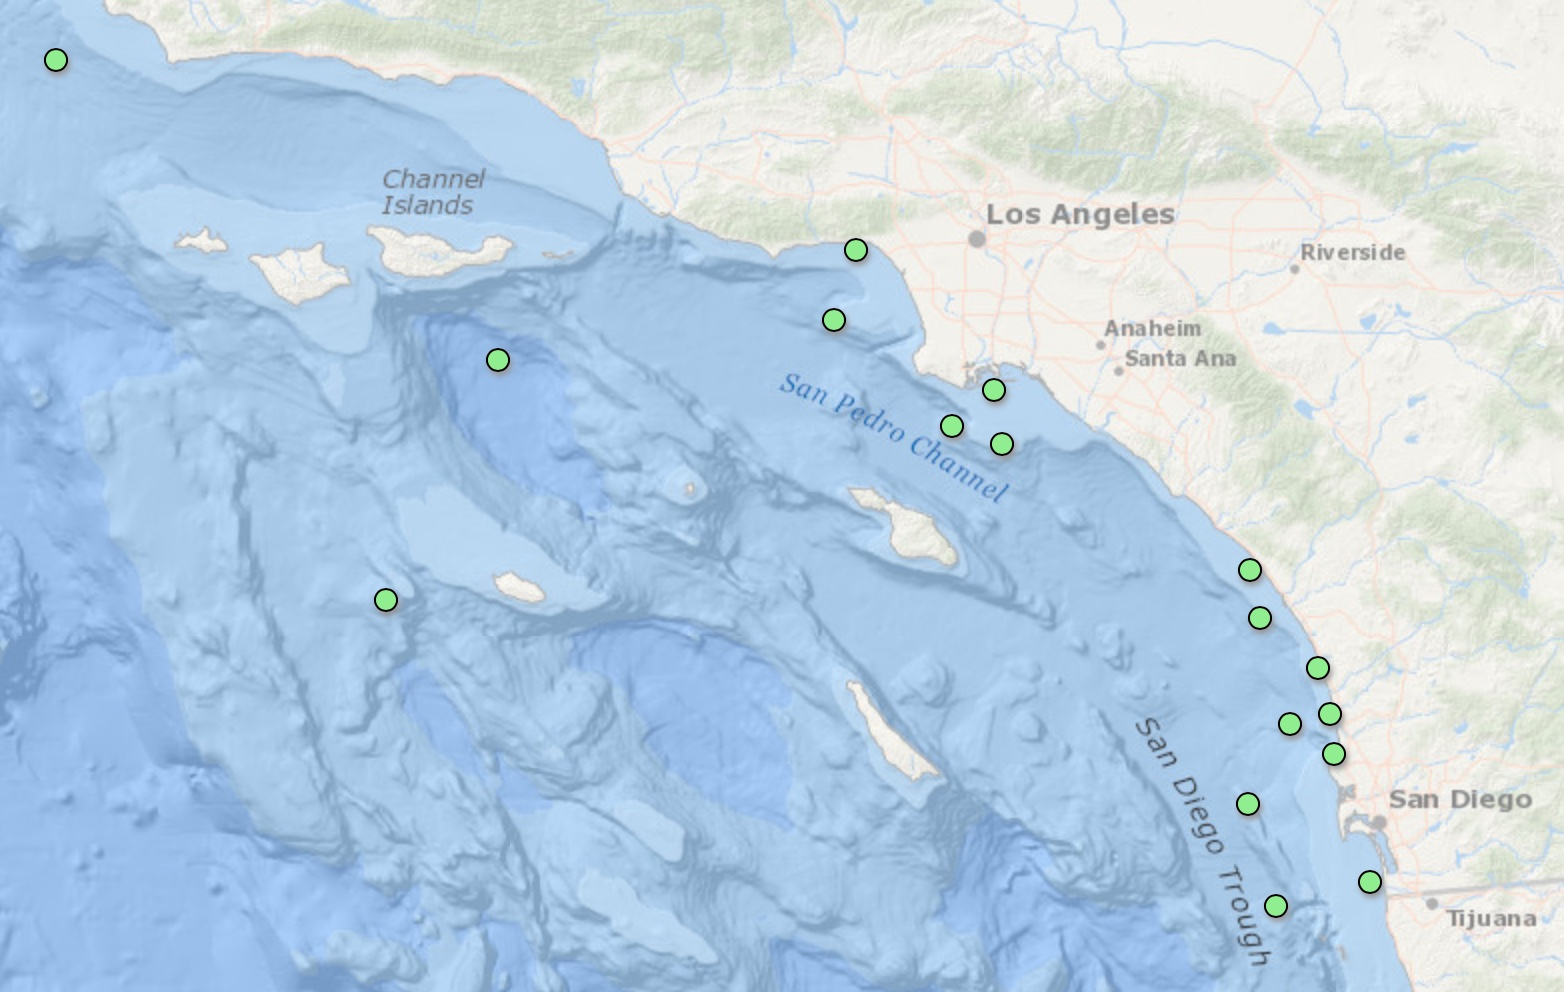 Channel
Islands
Los Angeles
Riverside
Anaheim
Santa Ana
San Pedro Channel
San Diego Trough
San Diego
Tijuana